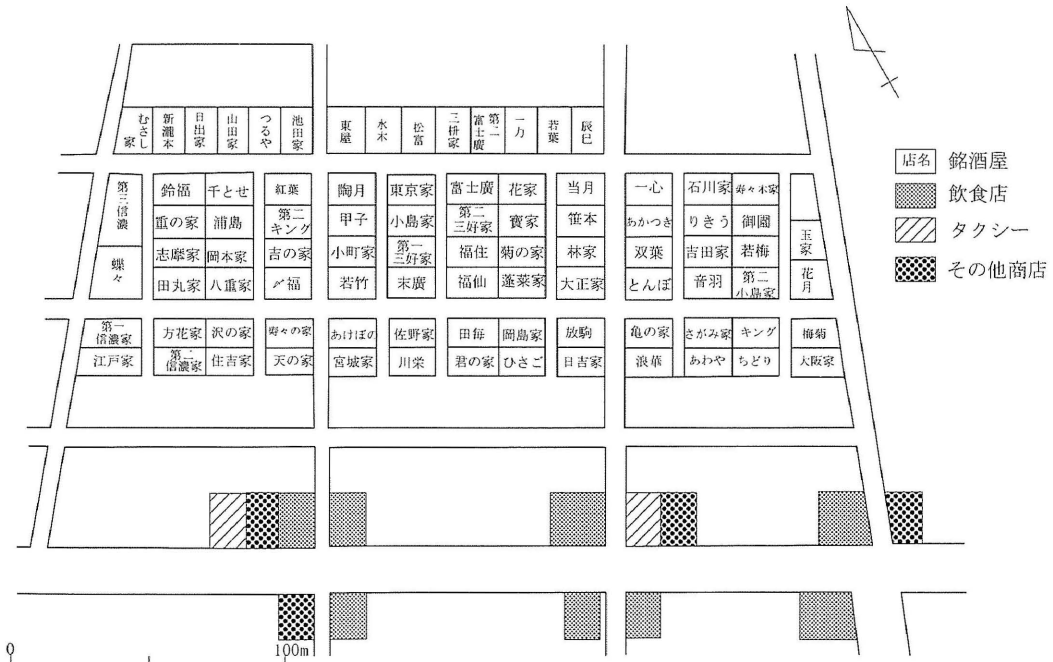 むさし家
新瀧本
日出家
山田家
つるや
池田家
東屋
水木
松富
三桝家
第二富士廣
一力
若葉
辰巳
第三信濃
鈴福
千とせ
紅葉
陶月
東京家
富士廣
花家
当月
一心
石川家
寿々木家
重の家
浦島
第二キング
甲子
小島家
第二三好家
寳家
笹本
あかつき
りきう
御園
玉家
蝶々
志摩家
岡本家
吉の家
小町家
第一三好家
福住
菊の家
林家
双葉
吉田家
若梅
花月
田丸家
八重家
〆福
若竹
末廣
福仙
蓬莱家
大正家
とんぼ
音羽
第二小島家
第一信濃家
方花家
沢の家
寿々の家
あけぼの
佐野家
田毎
岡島家
放駒
亀の家
さがみ家
キング
梅菊
江戸家
第二信濃家
住吉家
天の家
宮城家
川栄
君の家
ひさご
日吉家
浪華
あわや
ちどり
大阪家
店名 銘酒屋
飲食店
タクシー
その他商店
0 100m